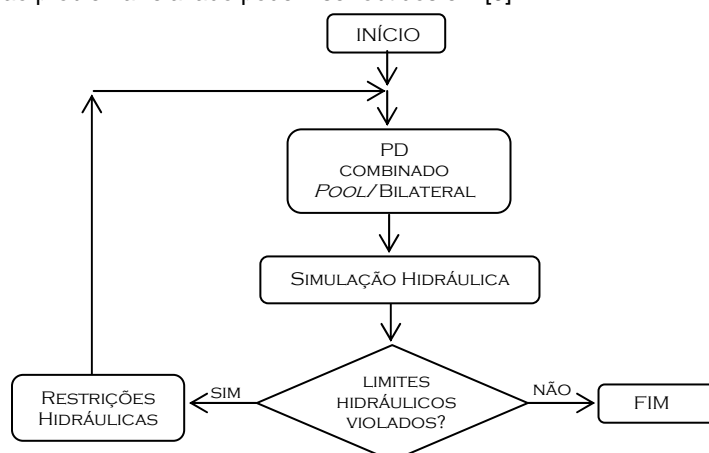 INÍCIO
PD
COMBINADO
POOL/BILATERAL
SIMULAÇÃO HIDRÁULICA
LIMITES
HIDRÁULICOS
VIOLADOS?
SIM
NÃO
RESTRIÇÕES
HIDRÁULICAS
FIM